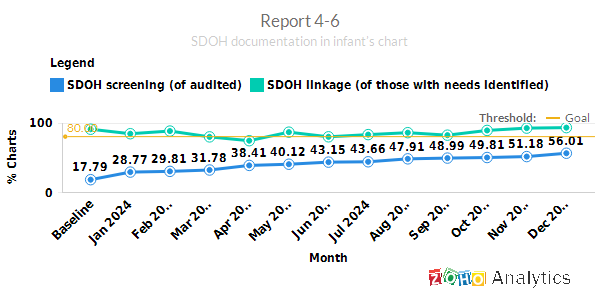 Report 4-6
SDOH documentation in infant's chart
Legend
SDOH screening (of audited) SDOH linkage (of those with needs identified)
Threshold: Goal
100
80.00
17.79 28.77 29.81 31.78 38.41 40.12 43.15 43.66 47.91 48.99 49.81 51.18 56.01
0
% Charts
Baseline Jan 2024 Feb 20... Mar 20... Apr 20... May 20... Jun 20... Jul 2024 Aug 20... Sep 20... Oct 20... Nov 20... Dec 20...
Month
ZOHO Analytics